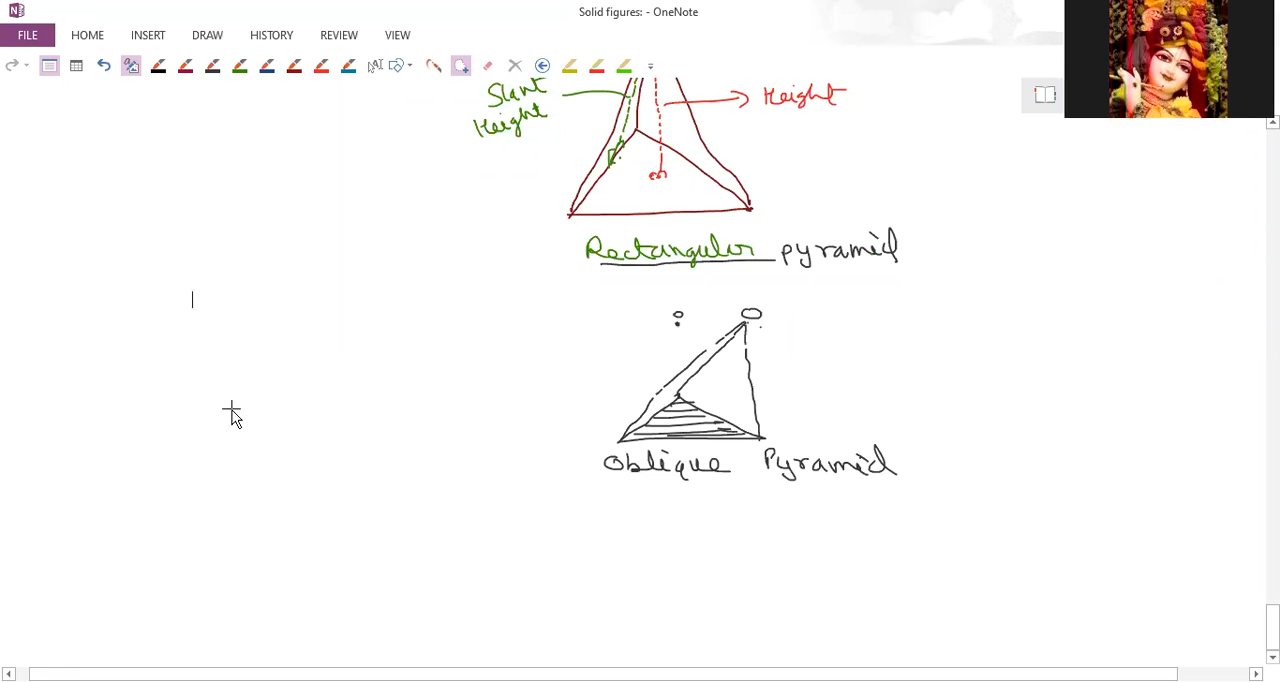 Solid figures: - OneNote
FILE HOME INSERT DRAW HISTORY REVIEW VIEW
Slant
Height
Height
Rectangular pyramid
Oblique Pyramid